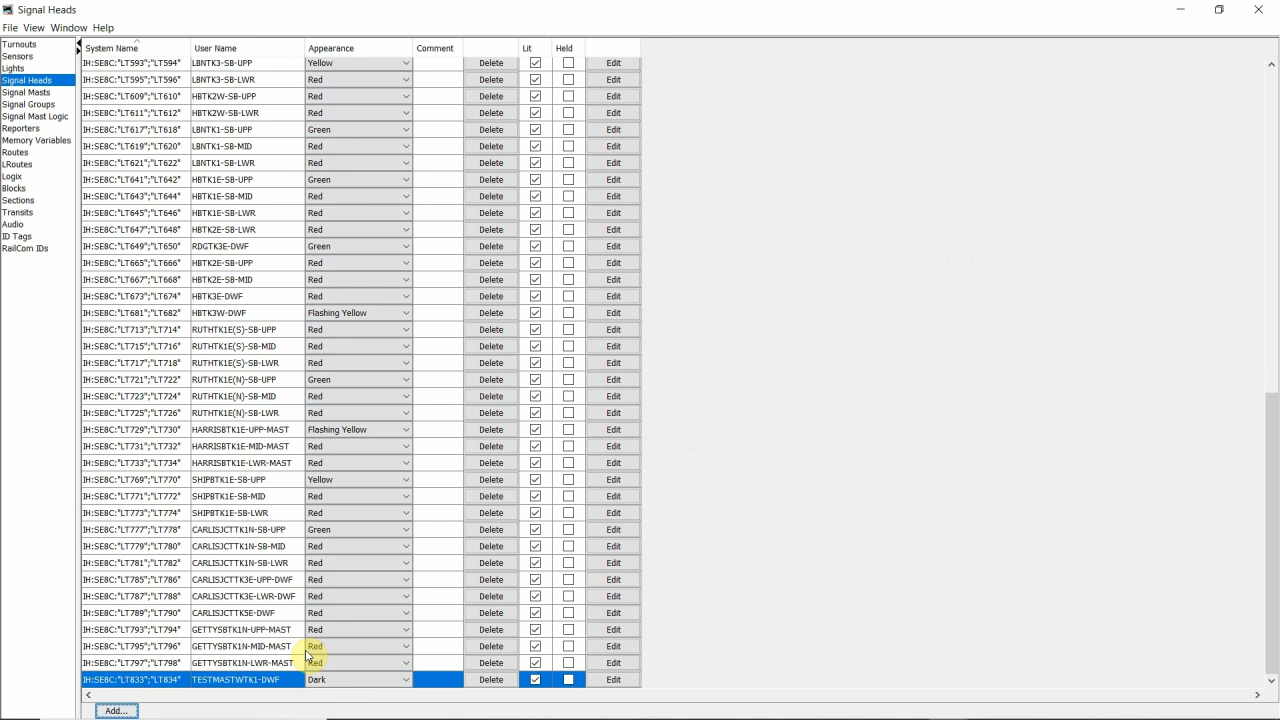 Signal Heads
File View Window Help
Turnouts
Sensors
Lights
Signal Heads
Signal Masts
Signal Groups
Signal Mast Logic
Reporters
Memory Variables
Routes
LRoutes
Logix
Blocks
Sections
Transits
Audio
ID Tags
RailCom IDs
System Name User Name Appearance Comment Lit Held
IH:SE8C:"LT593";"LT594" LBNTK3-SB-UPP Yellow Delete Edit
IH:SE8C:"LT595";"LT596" LBNTK3-SB-LWR Red Delete Edit
IH:SE8C:"LT609";"LT610" HBTK2W-SB-UPP Red Delete Edit
IH:SE8C:"LT611";"LT612" HBTK2W-SB-LWR Red Delete Edit
IH:SE8C:"LT617";"LT618" LBNTK1-SB-UPP Green Delete Edit
IH:SE8C:"LT619";"LT620" LBNTK1-SB-MID Red Delete Edit
IH:SE8C:"LT621";"LT622" LBNTK1-SB-LWR Red Delete Edit
IH:SE8C:"LT641";"LT642" HBTK1E-SB-UPP Green Delete Edit
IH:SE8C:"LT643";"LT644" HBTK1E-SB-MID Red Delete Edit
IH:SE8C:"LT645";"LT646" HBTK1E-SB-LWR Red Delete Edit
IH:SE8C:"LT647";"LT648" HBTK2E-SB-LWR Red Delete Edit
IH:SE8C:"LT649";"LT650" RDGTK3E-DWF Green Delete Edit
IH:SE8C:"LT665";"LT666" HBTK2E-SB-UPP Red Delete Edit
IH:SE8C:"LT667";"LT668" HBTK2E-SB-MID Red Delete Edit
IH:SE8C:"LT673";"LT674" HBTK3E-DWF Red Delete Edit
IH:SE8C:"LT681";"LT682" HBTK3W-DWF Flashing Yellow Delete Edit
IH:SE8C:"LT713";"LT714" RUTHTK1E(S)-SB-UPP Red Delete Edit
IH:SE8C:"LT715";"LT716" RUTHTK1E(S)-SB-MID Red Delete Edit
IH:SE8C:"LT717";"LT718" RUTHTK1E(S)-SB-LWR Red Delete Edit
IH:SE8C:"LT721";"LT722" RUTHTK1E(N)-SB-UPP Green Delete Edit
IH:SE8C:"LT723";"LT724" RUTHTK1E(N)-SB-MID Red Delete Edit
IH:SE8C:"LT725";"LT726" RUTHTK1E(N)-SB-LWR Red Delete Edit
IH:SE8C:"LT729";"LT730" HARRISBTK1E-UPP-MAST Flashing Yellow Delete Edit
IH:SE8C:"LT731";"LT732" HARRISBTK1E-MID-MAST Red Delete Edit
IH:SE8C:"LT733";"LT734" HARRISBTK1E-LWR-MAST Red Delete Edit
IH:SE8C:"LT769";"LT770" SHIPBTK1E-SB-UPP Yellow Delete Edit
IH:SE8C:"LT771";"LT772" SHIPBTK1E-SB-MID Red Delete Edit
IH:SE8C:"LT773";"LT774" SHIPBTK1E-SB-LWR Red Delete Edit
IH:SE8C:"LT777";"LT778" CARLISJCTTK1N-SB-UPP Green Delete Edit
IH:SE8C:"LT779";"LT780" CARLISJCTTK1N-SB-MID Red Delete Edit
IH:SE8C:"LT781";"LT782" CARLISJCTTK1N-SB-LWR Red Delete Edit
IH:SE8C:"LT785";"LT786" CARLISJCTTK3E-UPP-DWF Red Delete Edit
IH:SE8C:"LT787";"LT788" CARLISJCTTK3E-LWR-DWF Red Delete Edit
IH:SE8C:"LT789";"LT790" CARLISJCTTK5E-DWF Red Delete Edit
IH:SE8C:"LT793";"LT794" GETTYSBTK1N-UPP-MAST Red Delete Edit
IH:SE8C:"LT795";"LT796" GETTYSBTK1N-MID-MAST Red Delete Edit
IH:SE8C:"LT797";"LT798" GETTYSBTK1N-LWR-MAST Red Delete Edit
IH:SE8C:"LT833";"LT834" TESTMASTWTK1-DWF Dark Delete Edit
Add...